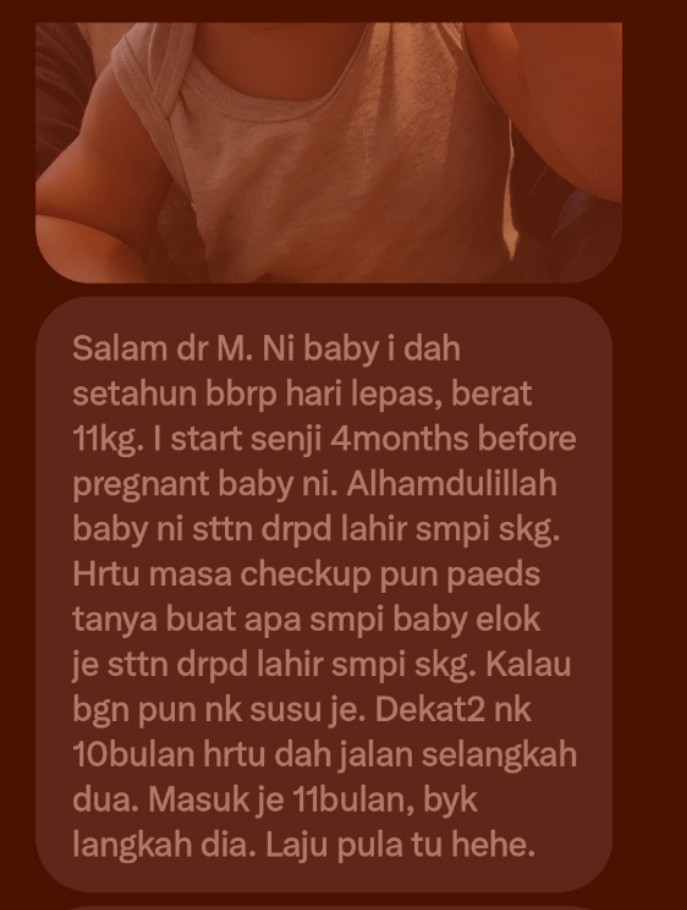 Salam dr M. Ni baby i dah
setahun bbrp hari lepas, berat
11kg. I start senji 4months before
pregnant baby ni. Alhamdulillah
baby ni sttn drpd lahir smpi skg.
Hrtu masa checkup pun paeds
tanya buat apa smpi baby elok
je sttn drpd lahir smpi skg. Kalau
bgn pun nk susu je. Dekat2 nk
10bulan hrtu dah jalan selangkah
dua. Masuk je 11bulan, byk
langkah dia. Laju pula tu hehe.